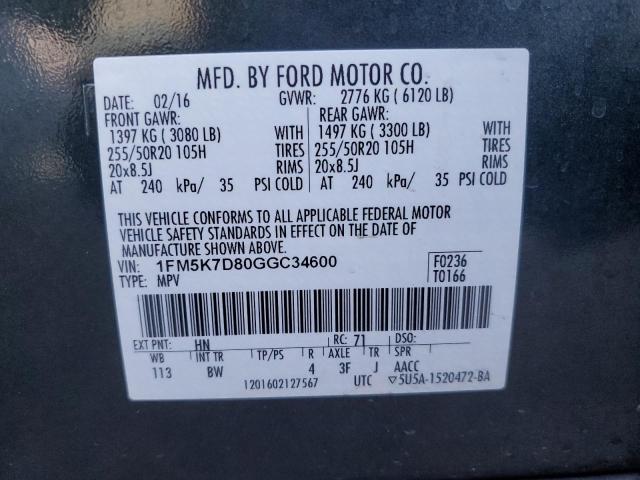 MFD. BY FORD MOTOR CO.
DATE: 02/16 GVWR: 2776 KG ( 6120 LB)
FRONT GAWR: REAR GAWR:
1397 KG ( 3080 LB) WITH 1497 KG ( 3300 LB) WITH
255/50R20 105H TIRES 255/50R20 105H TIRES
20x8.5J RIMS 20x8.5J RIMS
AT 240 kPa/ 35 PSI COLD AT 240 kPa/ 35 PSI COLD
THIS VEHICLE CONFORMS TO ALL APPLICABLE FEDERAL MOTOR
VEHICLE SAFETY STANDARDS IN EFFECT ON THE DATE OF
MANUFACTURE SHOWN ABOVE.
VIN: 1FM5K7D80GGC34600 F0236
TYPE: MPV T0166
EXT PNT: HN RC: 71 DSO:
WB INT TR TP/PS R AXLE TR SPR
113 BW 4 3F J AACC
1201602127567 UTC ▽5U5A-1520472-BA